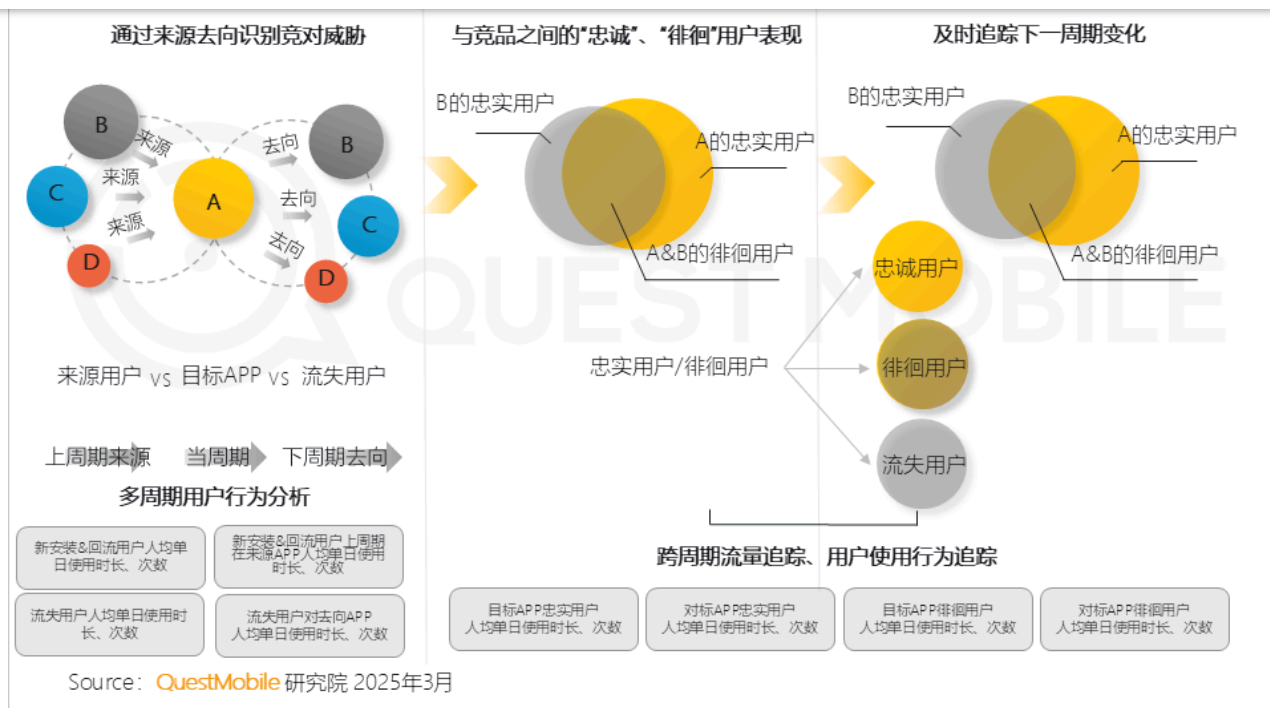 通过来源去向识别竞对威胁
与竞品之间的“忠诚”、“徘徊”用户表现
及时追踪下一周期变化
B
来源
C
来源
D
来源
A
去向
B
去向
C
去向
D
来源用户 VS 目标APP VS 流失用户
上周期来源
当周期
下周期去向
多周期用户行为分析
新安装&回流用户人均单
日使用时长、次数
新安装&回流用户上周期
在来源APP人均单日使用
时长、次数
流失用户人均单日使用时
长、次数
流失用户对去向APP
人均单日使用时长、次数
B的忠实用户
A的忠实用户
A&B的徘徊用户
B的忠实用户
A的忠实用户
A&B的徘徊用户
忠实用户/徘徊用户
忠诚用户
徘徊用户
流失用户
跨周期流量追踪、用户使用行为追踪
目标APP忠实用户
人均单日使用时长、次数
对标APP忠实用户
人均单日使用时长、次数
目标APP徘徊用户
人均单日使用时长、次数
对标APP徘徊用户
人均单日使用时长、次数
QUEST MOBILE
Source：QuestMobile 研究院 2025年3月